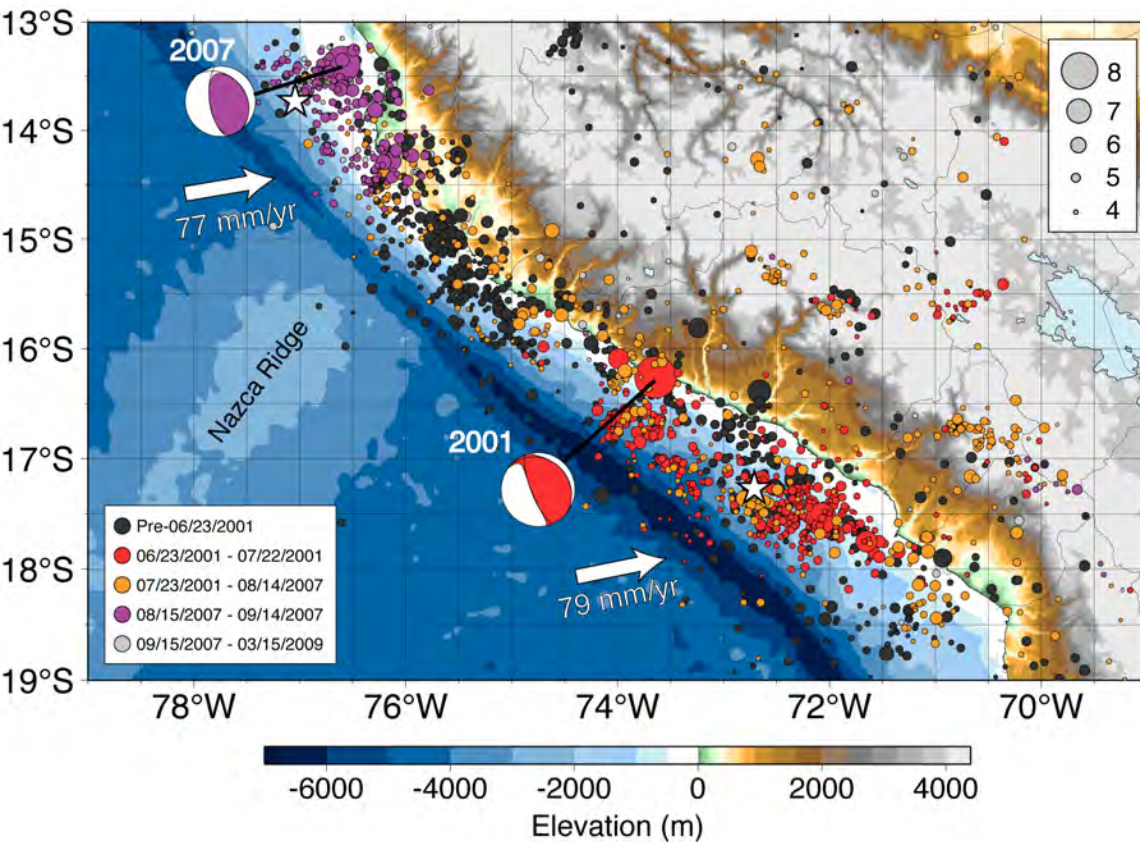 13°S
14°S
15°S
16°S
17°S
18°S
19°S
2007
77 mm/yr
Nazca Ridge
2001
79 mm/yr
8
7
6
5
4
Pre-06/23/2001
06/23/2001 - 07/22/2001
07/23/2001 - 08/14/2007
08/15/2007 - 09/14/2007
09/15/2007 - 03/15/2009
78°W 76°W 74°W 72°W 70°W
-6000 -4000 -2000 0 2000 4000
Elevation (m)